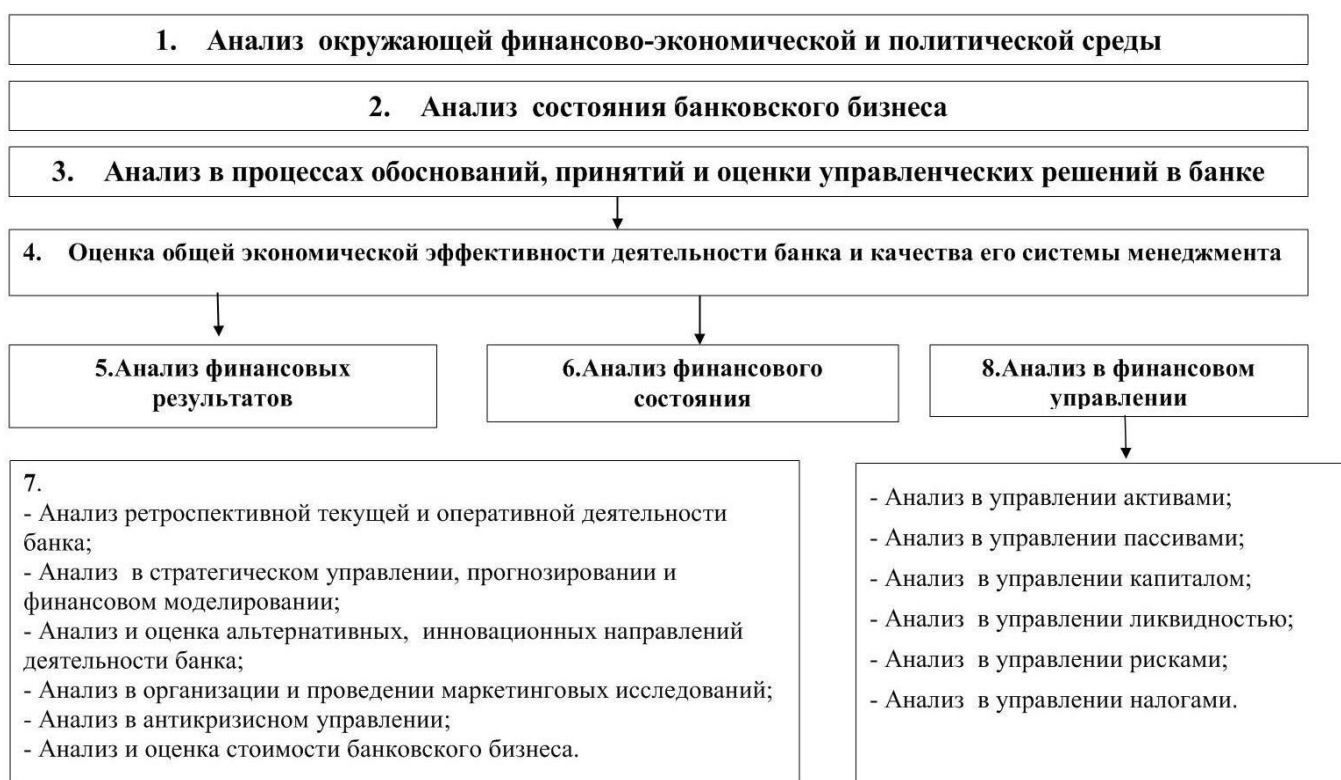 1. Анализ окружающей финансово-экономической и политической среды
2. Анализ состояния банковского бизнеса
3. Анализ в процессах обоснований, принятий и оценки управленческих решений в банке
4. Оценка общей экономической эффективности деятельности банка и качества его системы менеджмента
5.Анализ финансовых
результатов
6.Анализ финансового
состояния
8.Анализ в финансовом
управлении
7.
- Анализ ретроспективной текущей и оперативной деятельности
банка;
- Анализ в стратегическом управлении, прогнозировании и
финансовом моделировании;
- Анализ и оценка альтернативных, инновационных направлений
деятельности банка;
- Анализ в организации и проведении маркетинговых исследований;
- Анализ в антикризисном управлении;
- Анализ и оценка стоимости банковского бизнеса.
- Анализ в управлении активами;
- Анализ в управлении пассивами;
- Анализ в управлении капиталом;
- Анализ в управлении ликвидностью;
- Анализ в управлении рисками;
- Анализ в управлении налогами.